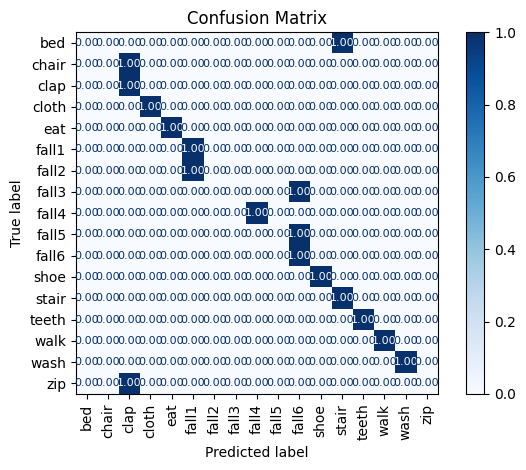 Confusion Matrix
bed 0.00 0.00 0.00 0.00 0.00 0.00 0.00 0.00 0.00 0.00 0.00 0.00 1.00 0.00 0.00 0.00 0.00
chair 0.00 0.00 1.00 0.00 0.00 0.00 0.00 0.00 0.00 0.00 0.00 0.00 0.00 0.00 0.00 0.00 0.00
clap 0.00 0.00 1.00 0.00 0.00 0.00 0.00 0.00 0.00 0.00 0.00 0.00 0.00 0.00 0.00 0.00 0.00
cloth 0.00 0.00 0.00 1.00 0.00 0.00 0.00 0.00 0.00 0.00 0.00 0.00 0.00 0.00 0.00 0.00 0.00
eat 0.00 0.00 0.00 0.00 1.00 0.00 0.00 0.00 0.00 0.00 0.00 0.00 0.00 0.00 0.00 0.00 0.00
fall1 0.00 0.00 0.00 0.00 0.00 1.00 0.00 0.00 0.00 0.00 0.00 0.00 0.00 0.00 0.00 0.00 0.00
fall2 0.00 0.00 0.00 0.00 0.00 1.00 0.00 0.00 0.00 0.00 0.00 0.00 0.00 0.00 0.00 0.00 0.00
fall3 0.00 0.00 0.00 0.00 0.00 0.00 0.00 0.00 0.00 0.00 1.00 0.00 0.00 0.00 0.00 0.00 0.00
fall4 0.00 0.00 0.00 0.00 0.00 0.00 0.00 0.00 1.00 0.00 0.00 0.00 0.00 0.00 0.00 0.00 0.00
fall5 0.00 0.00 0.00 0.00 0.00 0.00 0.00 0.00 0.00 0.00 1.00 0.00 0.00 0.00 0.00 0.00 0.00
fall6 0.00 0.00 0.00 0.00 0.00 0.00 0.00 0.00 0.00 0.00 1.00 0.00 0.00 0.00 0.00 0.00 0.00
shoe 0.00 0.00 0.00 0.00 0.00 0.00 0.00 0.00 0.00 0.00 0.00 1.00 0.00 0.00 0.00 0.00 0.00
stair 0.00 0.00 0.00 0.00 0.00 0.00 0.00 0.00 0.00 0.00 0.00 0.00 1.00 0.00 0.00 0.00 0.00
teeth 0.00 0.00 0.00 0.00 0.00 0.00 0.00 0.00 0.00 0.00 0.00 0.00 0.00 1.00 0.00 0.00 0.00
walk 0.00 0.00 0.00 0.00 0.00 0.00 0.00 0.00 0.00 0.00 0.00 0.00 0.00 0.00 1.00 0.00 0.00
wash 0.00 0.00 0.00 0.00 0.00 0.00 0.00 0.00 0.00 0.00 0.00 0.00 0.00 0.00 0.00 1.00 0.00
zip 0.00 0.00 1.00 0.00 0.00 0.00 0.00 0.00 0.00 0.00 0.00 0.00 0.00 0.00 0.00 0.00 0.00
True label
bed chair clap cloth eat fall1 fall2 fall3 fall4 fall5 fall6 shoe stair teeth walk wash zip
Predicted label
1.0
0.8
0.6
0.4
0.2
0.0